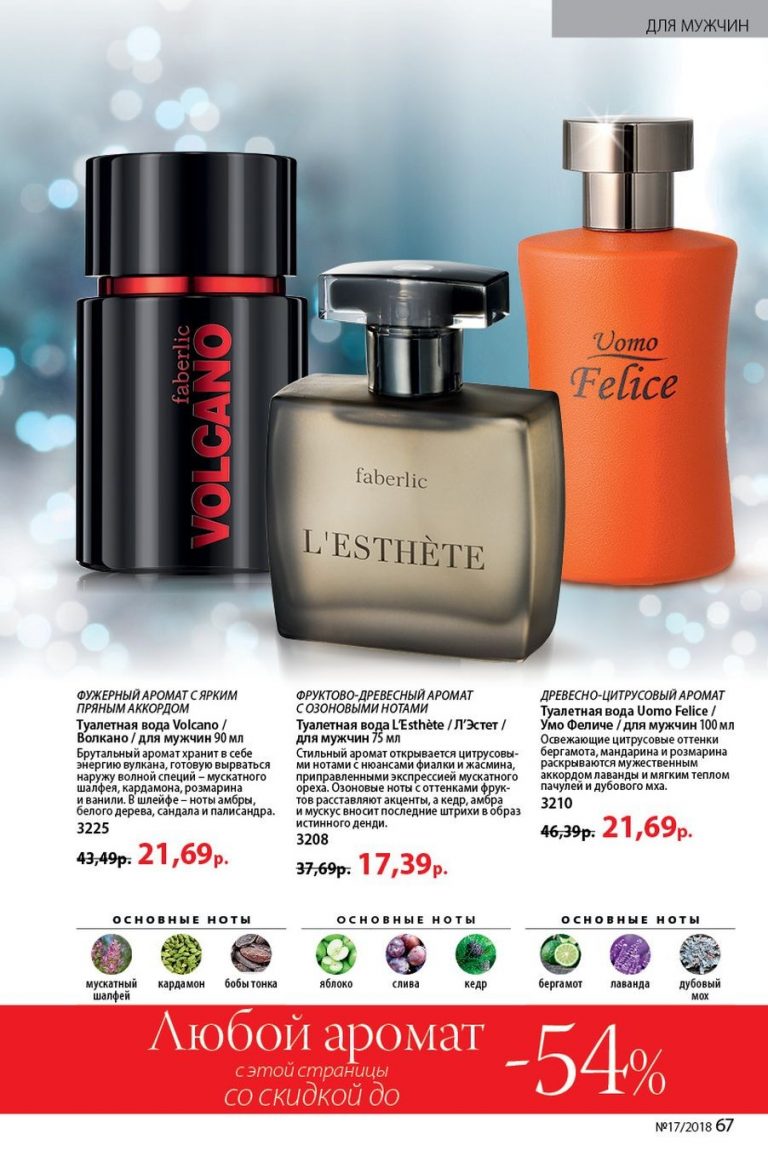 ДЛЯ МУЖЧИН
faberlic
VOLCANO
faberlic
L'ESTHÈTE
Uomo
Felice
ФУЖЕРНЫЙ АРОМАТ С ЯРКИМ
ПРЯНЫМ АККОРДОМ
Туалетная вода Volcano /
Волкано / для мужчин 90 мл
Брутальный аромат хранит в себе
энергию вулкана, готовую вырваться
наружу волной специй – мускатного
шалфея, кардамона, розмарина
и ванили. В шлейфе – ноты амбры,
белого дерева, сандала и палисандра.
3225
43,49р. 21,69р.
ФРУКТОВО-ДРЕВЕСНЫЙ АРОМАТ
С ОЗОНОВЫМИ НОТАМИ
Туалетная вода L'Esthète / Л'Эстет /
для мужчин 75 мл
Стильный аромат открывается цитрусовы-
ми нотами с нюансами фиалки и жасмина,
приправленными экспрессией мускатного
ореха. Озоновые ноты с оттенками фрук-
тов расставляют акценты, а кедр, амбра
и мускус вносит последние штрихи в образ
истинного денди.
3208
37,69р. 17,39р.
ДРЕВЕСНО-ЦИТРУСОВЫЙ АРОМАТ
Туалетная вода Uomo Felice /
Умо Феличе / для мужчин 100 мл
Освежающие цитрусовые оттенки
бергамота, мандарина и розмарина
раскрываются мужественным
аккордом лаванды и мягким теплом
пачулей и дубового мха.
3210
46,39р. 21,69р.
ОСНОВНЫЕ НОТЫ
мускатный
шалфей
кардамон
бобы тонка
ОСНОВНЫЕ НОТЫ
яблоко
слива
кедр
ОСНОВНЫЕ НОТЫ
бергамот
лаванда
дубовый
мох
Любой аромат
с этой страницы
со скидкой до
-54%
№17/2018 67